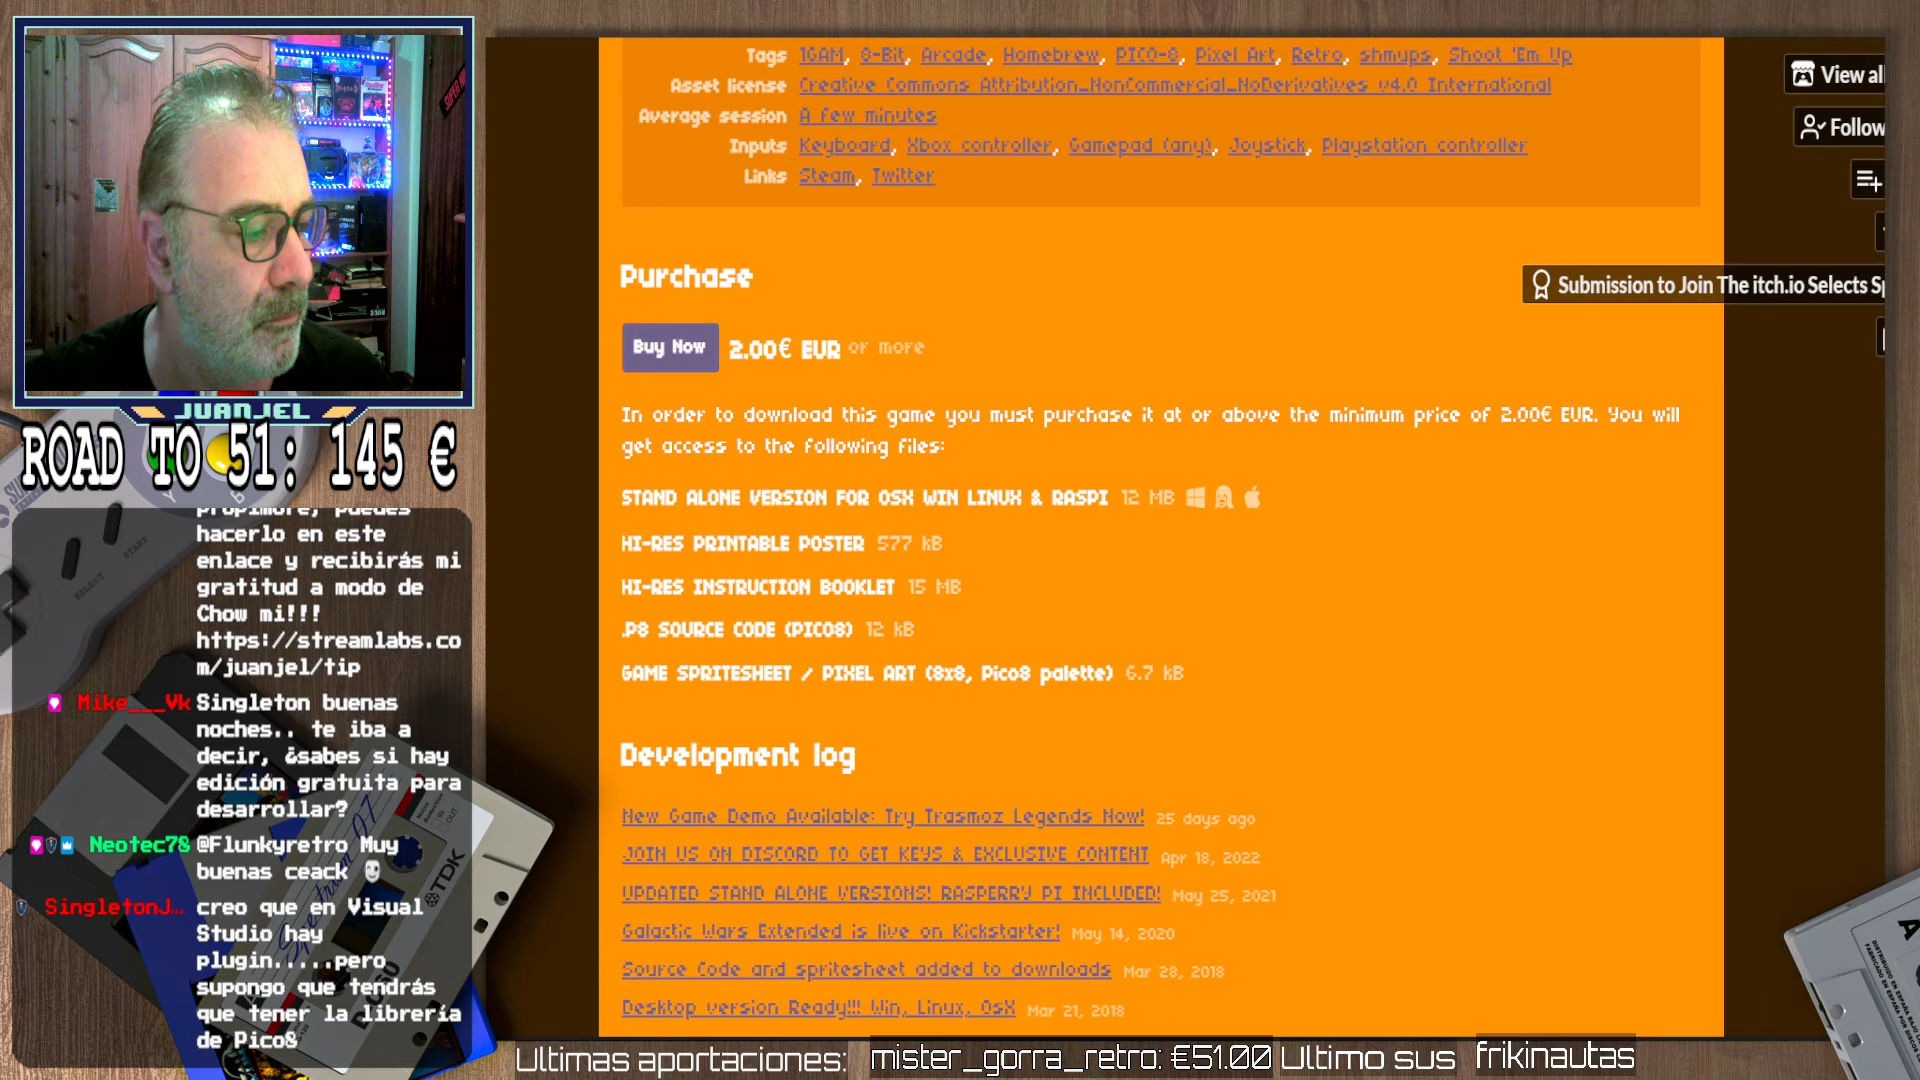 JUANJEL
ROAD TO 51: 145 €
propimore, puedes
hacerlo en este
enlace y recibirás mi
gratitud a modo de
Chow mi!!!
https://streamlabs.co
m/juanjel/tip
Mike___Vk Singleton buenas
noches.. te iba a
decir, ¿sabes si hay
edición gratuita para
desarrollar?
Neotec78 @Flunkyretro Muy
buenas ceack
SingletonJ... creo que en Visual
Studio hay
plugin.....pero
supongo que tendrás
que tener la librería
de Pico8
Tags 1GAM, 8-Bit, Arcade, Homebrew, PICO-8, Pixel Art, Retro, shmups, Shoot 'Em Up
Asset license Creative Commons Attribution_NonCommercial_NoDerivatives v4.0 International
Average session A few minutes
Inputs Keyboard, Xbox controller, Gamepad (any), Joystick, Playstation controller
Links Steam, Twitter
View all
Follow
Submission to Join The itch.io Selects Sp
Purchase
Buy Now 2.00€ EUR or more
In order to download this game you must purchase it at or above the minimum price of 2.00€ EUR. You will
get access to the following files:
STAND ALONE VERSION FOR OSX WIN LINUX & RASPI 12 MB
HI-RES PRINTABLE POSTER 577 kB
HI-RES INSTRUCTION BOOKLET 15 MB
.P8 SOURCE CODE (PICO8) 12 kB
GAME SPRITESHEET / PIXEL ART (8x8, Pico8 palette) 6.7 kB
Development log
New Game Demo Available: Try Trasmoz Legends Now! 25 days ago
JOIN US ON DISCORD TO GET KEYS & EXCLUSIVE CONTENT Apr 18, 2022
UPDATED STAND ALONE VERSIONS! RASPERRY PI INCLUDED! May 25, 2021
Galactic Wars Extended is live on Kickstarter! May 14, 2020
Source Code and spritesheet added to downloads Mar 28, 2018
Desktop version Ready!!! Win, Linux, OsX Mar 21, 2018
Ultimas aportaciones: mister_gorra_retro: €51.00 Ultimo sus frikinautas
START
SELECT
TDK